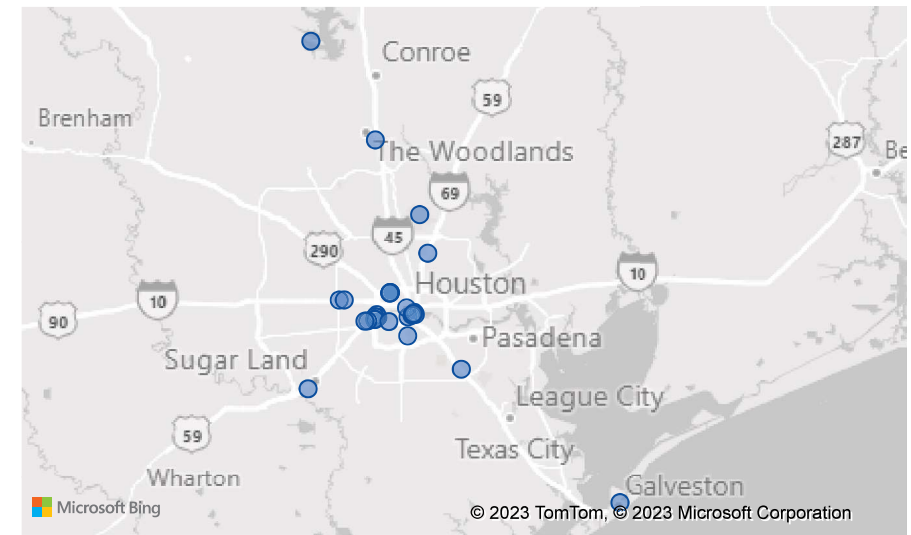 Conroe
59
Brenham
287
The Woodlands
Be
69
45
290
Houston
10
10
90
Pasadena
Sugar Land
League City
59
Texas City
Wharton
Galveston
Microsoft Bing
© 2023 TomTom, © 2023 Microsoft Corporation